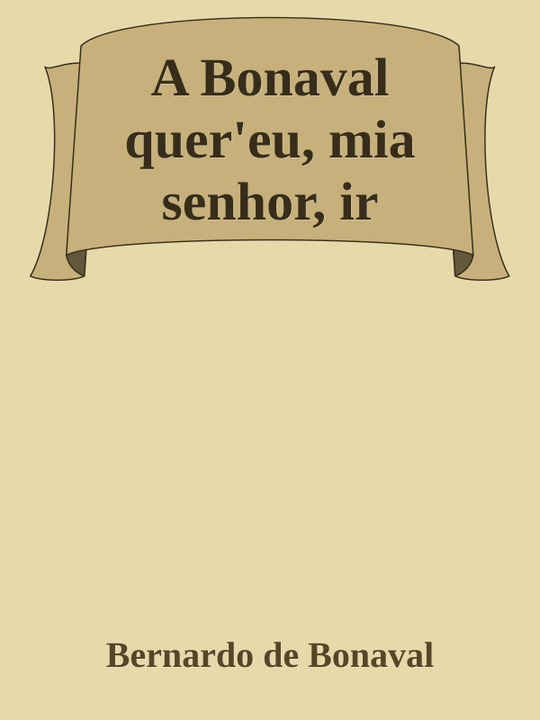 A Bonaval
quer'eu, mia
senhor, ir
Bernardo de Bonaval